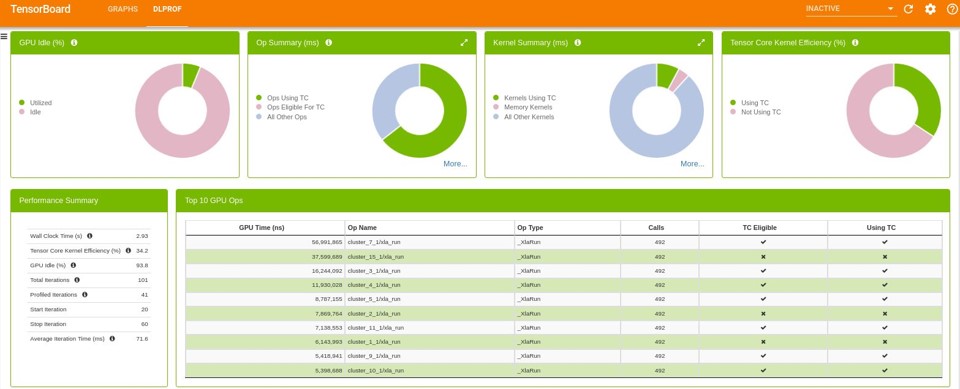 TensorBoard GRAPHS DLPROF INACTIVE
GPU Idle (%)
Utilized
Idle
Op Summary (ms)
Ops Using TC
Ops Eligible For TC
All Other Ops
More...
Kernel Summary (ms)
Kernels Using TC
Memory Kernels
All Other Kernels
More...
Tensor Core Kernel Efficiency (%)
Using TC
Not Using TC
Performance Summary
Wall Clock Time (s) 2.93
Tensor Core Kernel Efficiency (%) 34.2
GPU Idle (%) 93.8
Total Iterations 101
Profiled Iterations 41
Start Iteration 20
Stop Iteration 60
Average Iteration Time (ms) 71.6
Top 10 GPU Ops
GPU Time (ns) Op Name Op Type Calls TC Eligible Using TC
56,991,865 cluster_7_1/xla_run _XlaRun 492 ✔ ✔
37,599,689 cluster_15_1/xla_run _XlaRun 492 ✖ ✖
16,244,092 cluster_3_1/xla_run _XlaRun 492 ✔ ✔
11,930,028 cluster_4_1/xla_run _XlaRun 492 ✔ ✔
8,787,155 cluster_5_1/xla_run _XlaRun 492 ✔ ✔
7,869,764 cluster_2_1/xla_run _XlaRun 492 ✖ ✖
7,138,553 cluster_11_1/xla_run _XlaRun 492 ✔ ✔
6,143,993 cluster_1_1/xla_run _XlaRun 492 ✖ ✖
5,418,941 cluster_9_1/xla_run _XlaRun 492 ✔ ✔
5,398,688 cluster_10_1/xla_run _XlaRun 492 ✔ ✔